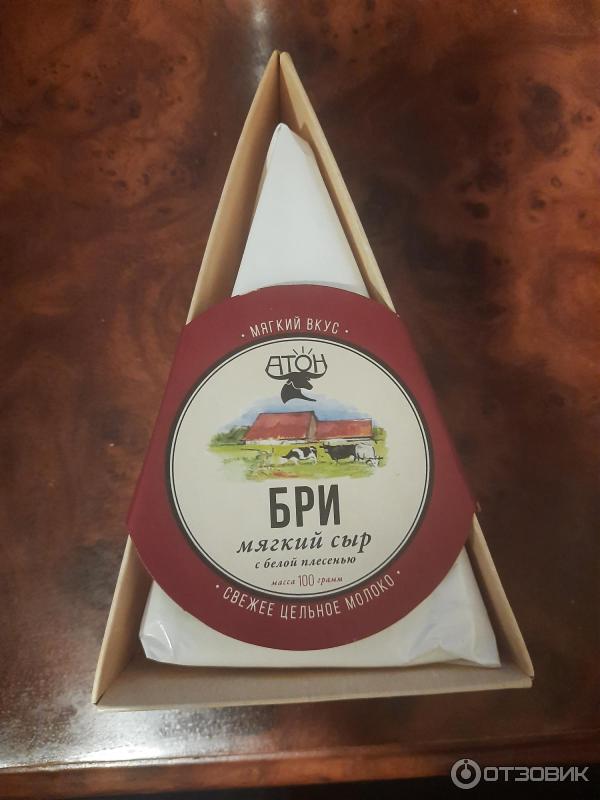 • МЯГКИЙ ВКУС •
АТОН
БРИ
мягкий сыр
с белой плесенью
масса 100 грамм
• СВЕЖЕЕ ЦЕЛЬНОЕ МОЛОКО •
ОТЗОВИК